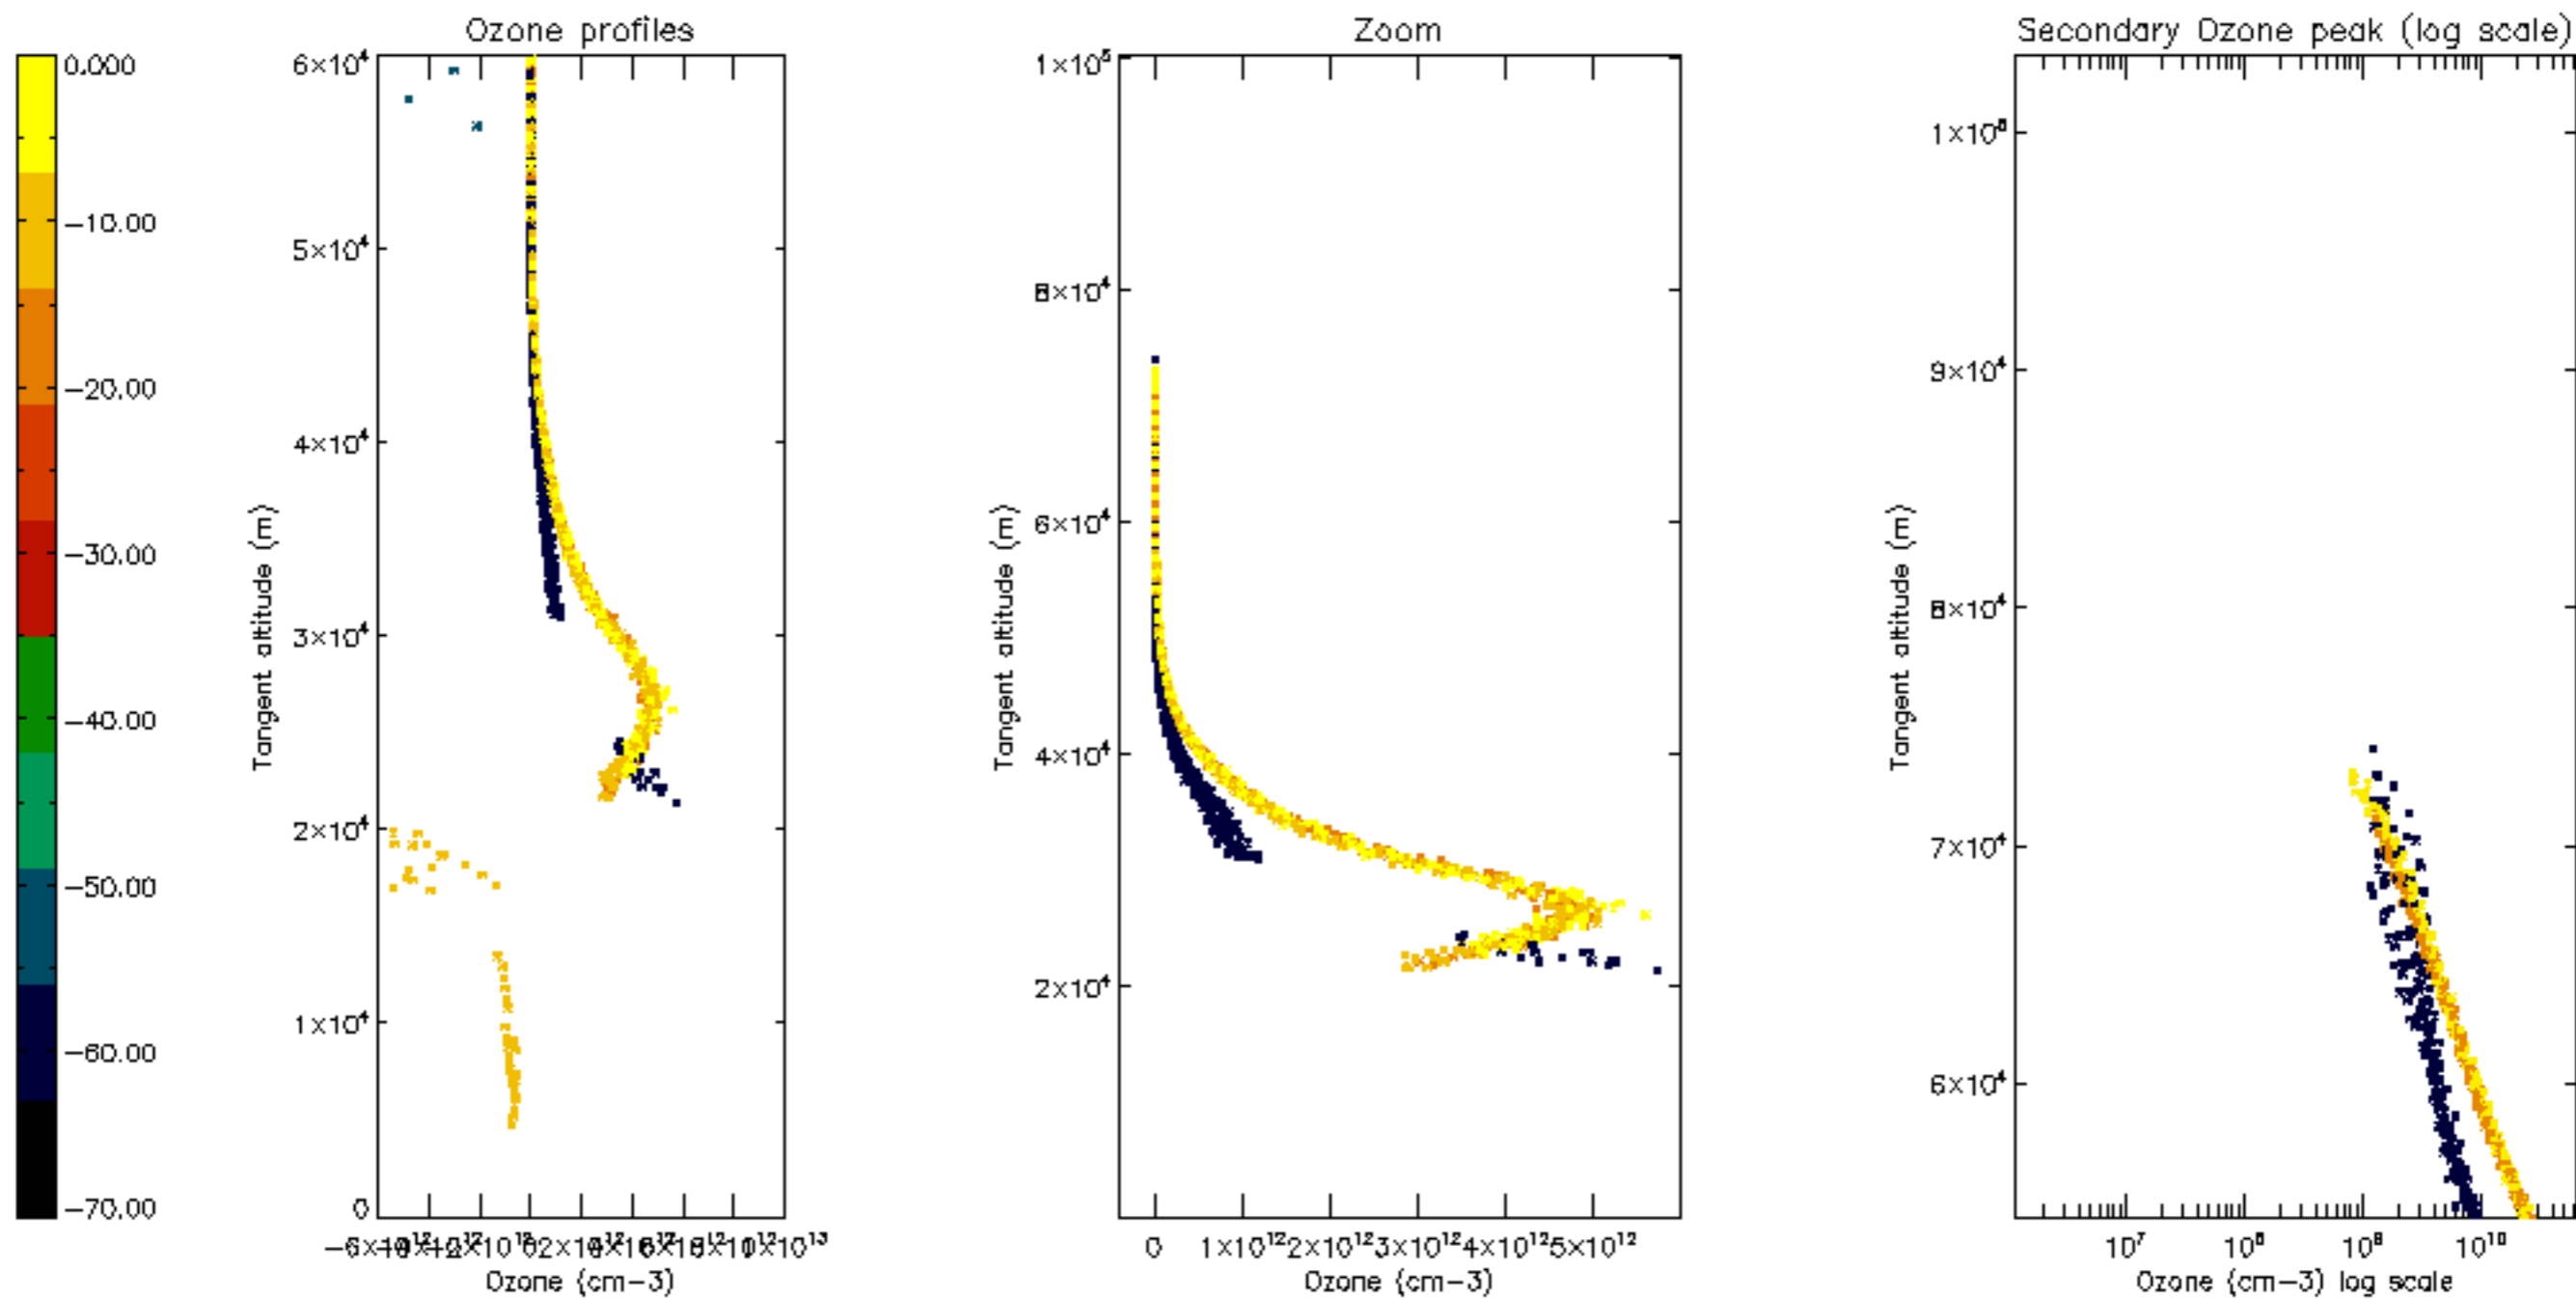 Ozone profiles
Zoom
Secondary Ozone peak (log scale)
0.000
−10.00
−20.00
−30.00
−40.00
−50.00
−60.00
−70.00
6×10⁴
5×10⁴
4×10⁴
3×10⁴
2×10⁴
1×10⁴
0
Tangent altitude (m)
Ozone (cm−3)
1×10⁵
8×10⁴
6×10⁴
4×10⁴
2×10⁴
Tangent altitude (m)
0 1×10¹² 2×10¹² 3×10¹² 4×10¹² 5×10¹²
Ozone (cm−3)
9×10⁴
8×10⁴
7×10⁴
6×10⁴
Tangent altitude (m)
10⁷ 10⁸ 10⁹ 10¹⁰
Ozone (cm−3) log scale